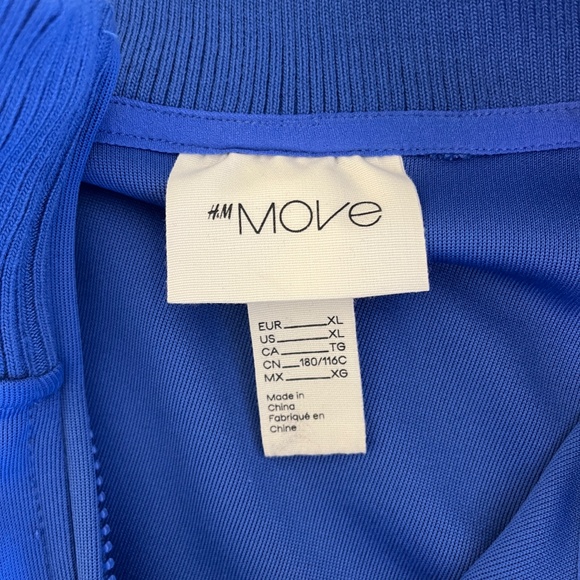 H&M MOVE
EUR XL
US XL
CA TG
CN 180/116C
MX XG
Made in
China
Fabriqué en
Chine